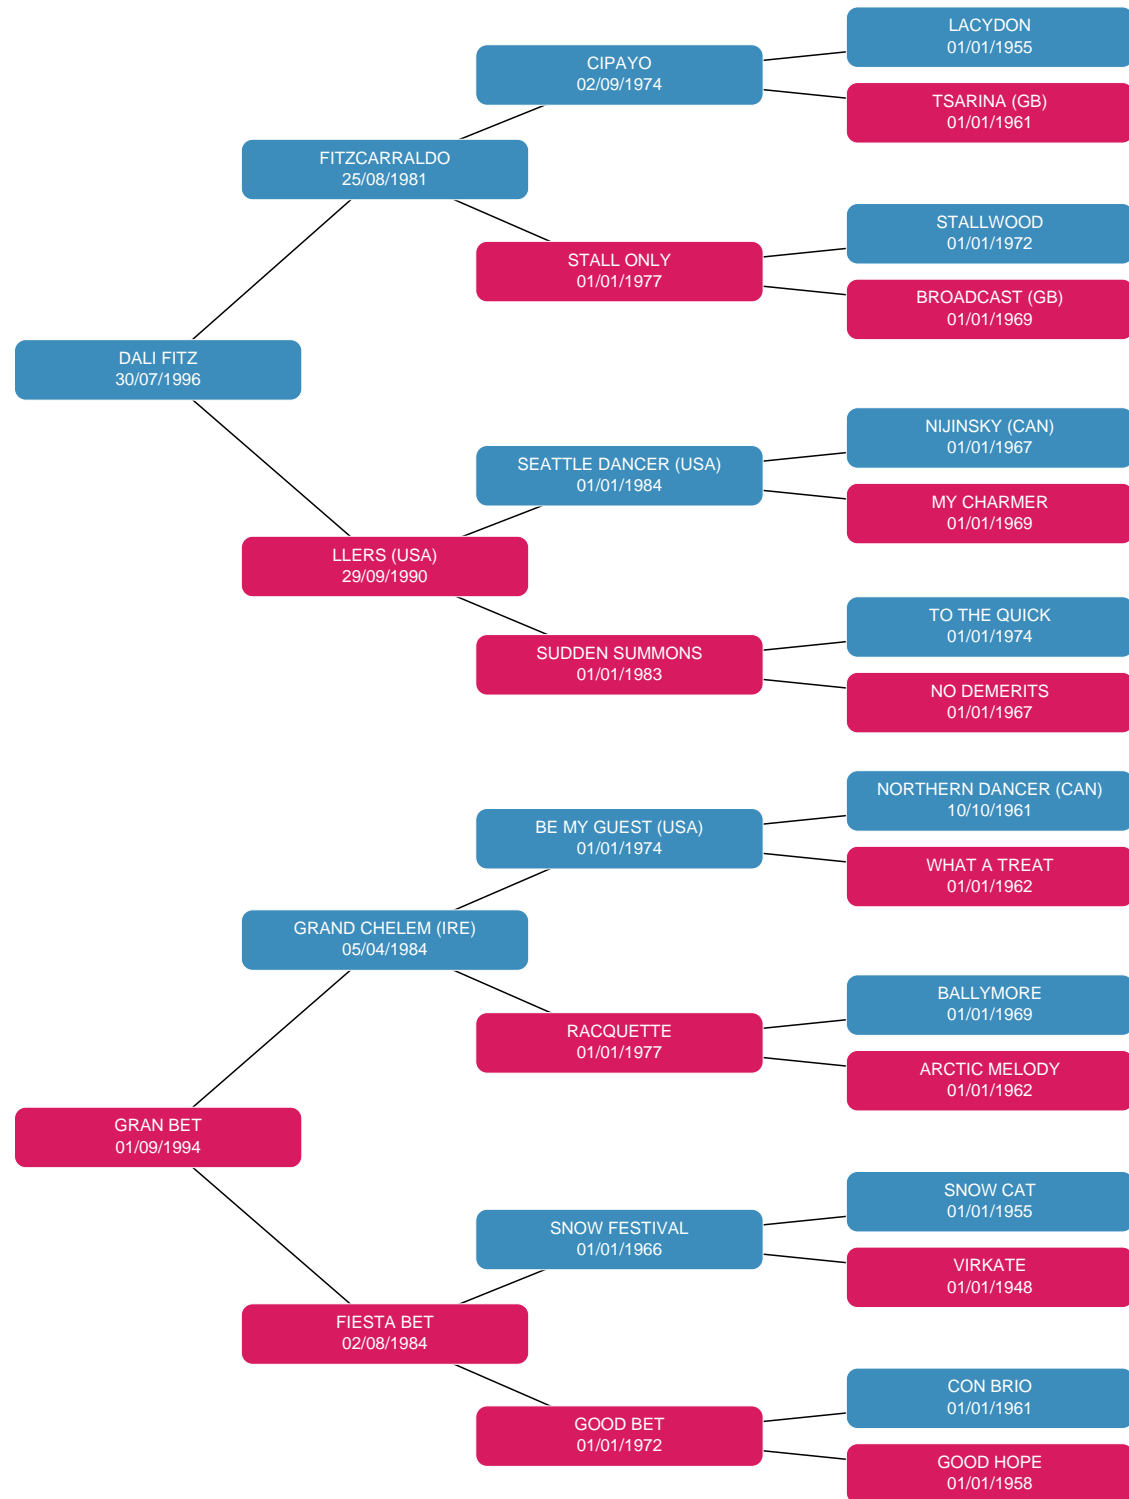 LACYDON
01/01/1955
CIPAYO
02/09/1974
TSARINA (GB)
01/01/1961
FITZCARRALDO
25/08/1981
STALLWOOD
01/01/1972
STALL ONLY
01/01/1977
BROADCAST (GB)
01/01/1969
DALI FITZ
30/07/1996
NIJINSKY (CAN)
01/01/1967
SEATTLE DANCER (USA)
01/01/1984
MY CHARMER
01/01/1969
LLERS (USA)
29/09/1990
TO THE QUICK
01/01/1974
SUDDEN SUMMONS
01/01/1983
NO DEMERITS
01/01/1967
NORTHERN DANCER (CAN)
10/10/1961
BE MY GUEST (USA)
01/01/1974
WHAT A TREAT
01/01/1962
GRAND CHELEM (IRE)
05/04/1984
BALLYMORE
01/01/1969
RACQUETTE
01/01/1977
ARCTIC MELODY
01/01/1962
GRAN BET
01/09/1994
SNOW CAT
01/01/1955
SNOW FESTIVAL
01/01/1966
VIRKATE
01/01/1948
FIESTA BET
02/08/1984
CON BRIO
01/01/1961
GOOD BET
01/01/1972
GOOD HOPE
01/01/1958